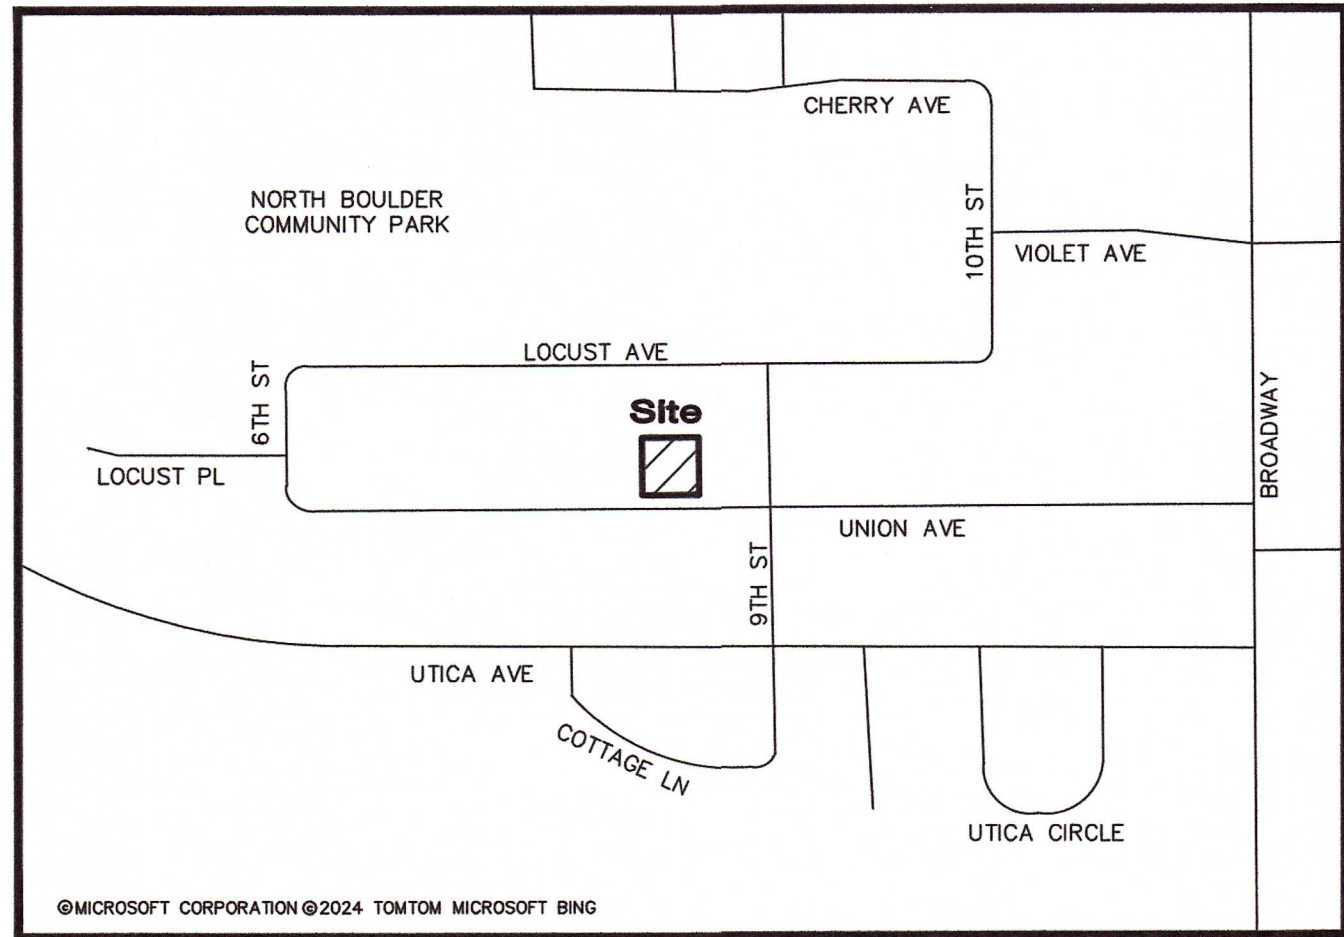 CHERRY AVE
NORTH BOULDER
COMMUNITY PARK
10TH ST
VIOLET AVE
LOCUST AVE
6TH ST
BROADWAY
Site
LOCUST PL
UNION AVE
9TH ST
UTICA AVE
COTTAGE LN
UTICA CIRCLE
©MICROSOFT CORPORATION ©2024 TOMTOM MICROSOFT BING